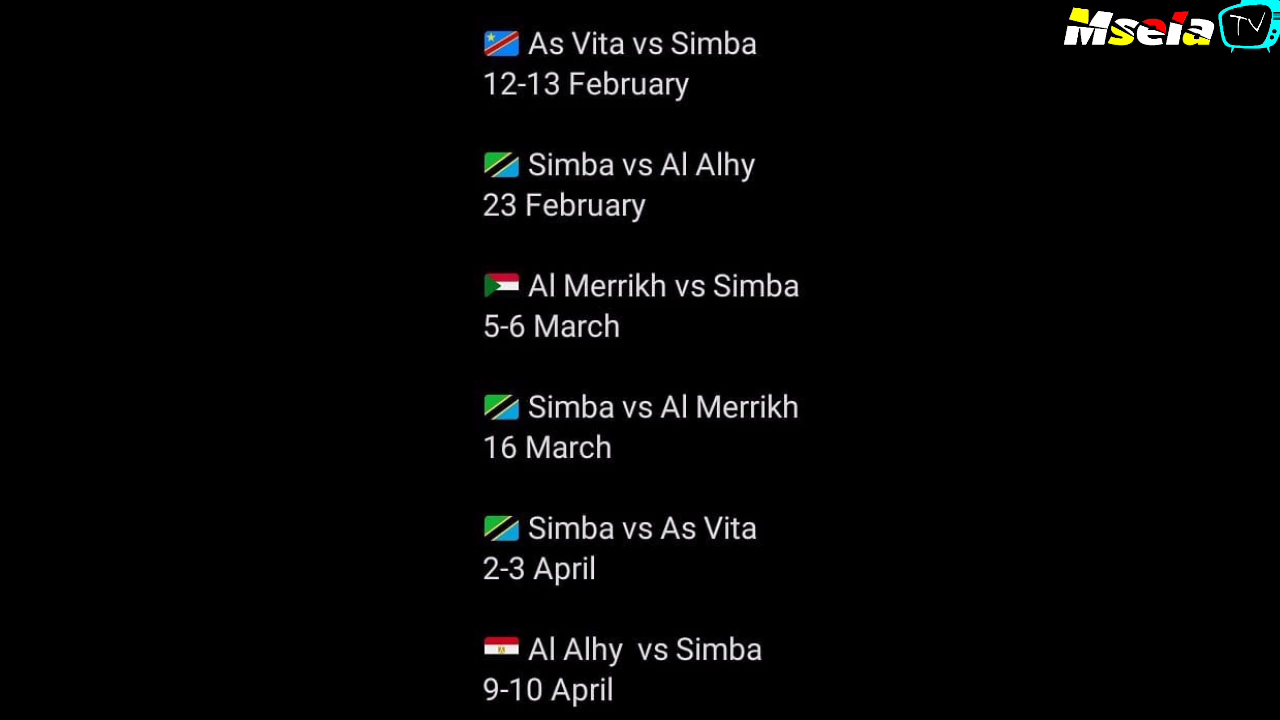 Mseia TV
As Vita vs Simba
12-13 February
Simba vs Al Alhy
23 February
Al Merrikh vs Simba
5-6 March
Simba vs Al Merrikh
16 March
Simba vs As Vita
2-3 April
Al Alhy vs Simba
9-10 April